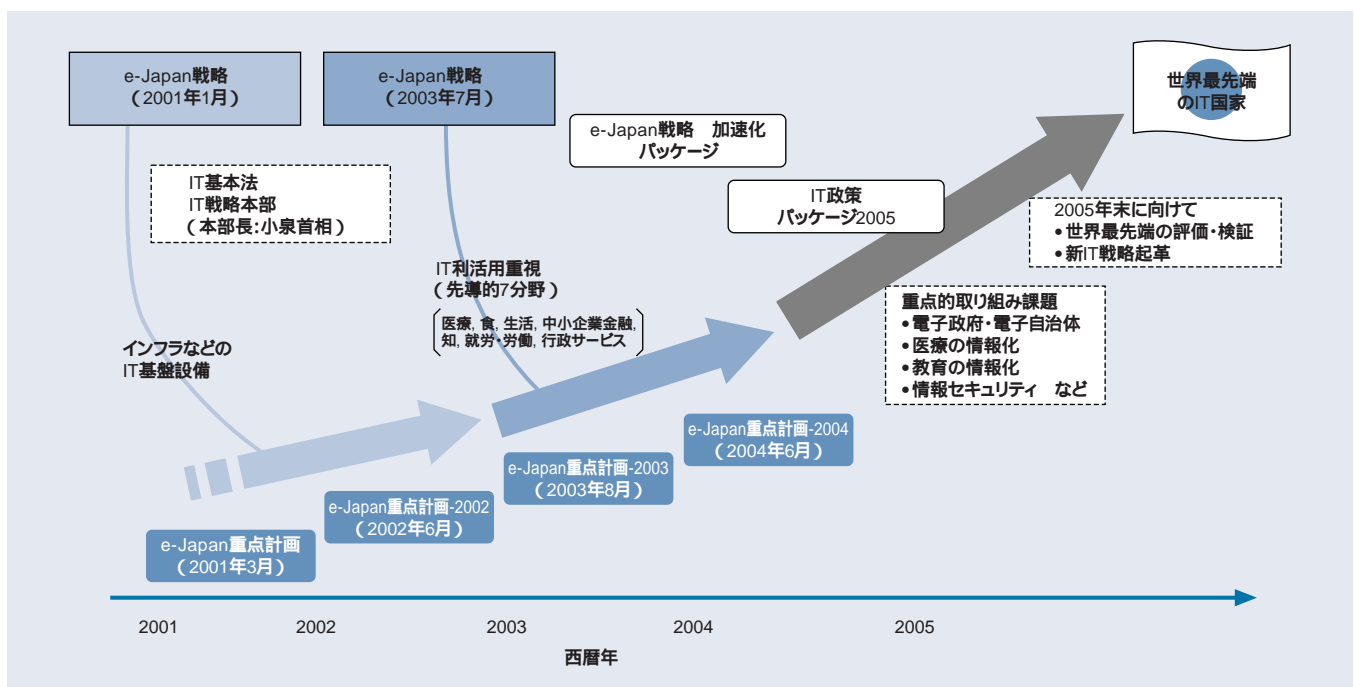 e-Japan戦略
(2001年1月)
e-Japan戦略
(2003年7月)
世界最先端
のIT国家
e-Japan戦略　加速化
パッケージ
IT基本法
IT戦略本部
(本部長:小泉首相)
IT政策
パッケージ2005
2005年末に向けて
•世界最先端の評価・検証
•新IT戦略起革
IT利活用重視
(先導的7分野)
医療, 食, 生活, 中小企業金融,
知, 就労・労働, 行政サービス
重点的取り組み課題
•電子政府・電子自治体
•医療の情報化
•教育の情報化
•情報セキュリティ　など
インフラなどの
IT基盤設備
e-Japan重点計画-2004
(2004年6月)
e-Japan重点計画-2003
(2003年8月)
e-Japan重点計画-2002
(2002年6月)
e-Japan重点計画
(2001年3月)
2001
2002
2003
2004
2005
西暦年